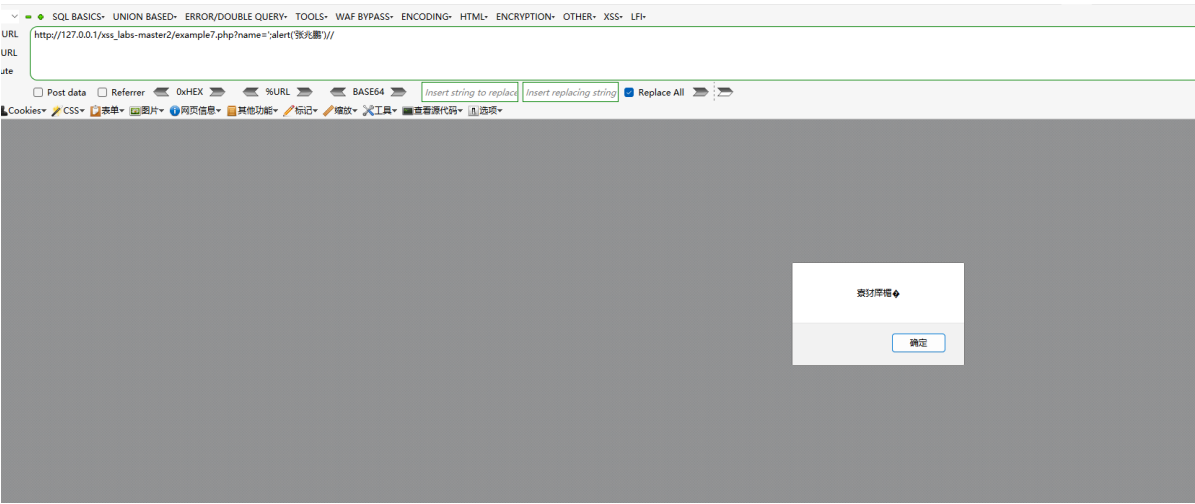 SQL BASICS▾ UNION BASED▾ ERROR/DOUBLE QUERY▾ TOOLS▾ WAF BYPASS▾ ENCODING▾ HTML▾ ENCRYPTION▾ OTHER▾ XSS▾ LFI▾
URL http://127.0.0.1/xss_labs-master2/example7.php?name=';alert('张兆鹏')//
URL
ute
Post data Referrer 0xHEX %URL BASE64 Insert string to replace Insert replacing string Replace All
Cookies▾ CSS▾ 表单▾ 图片▾ 网页信息▾ 其他功能▾ 标记▾ 缩放▾ 工具▾ 查看源代码▾ 选项▾
确定